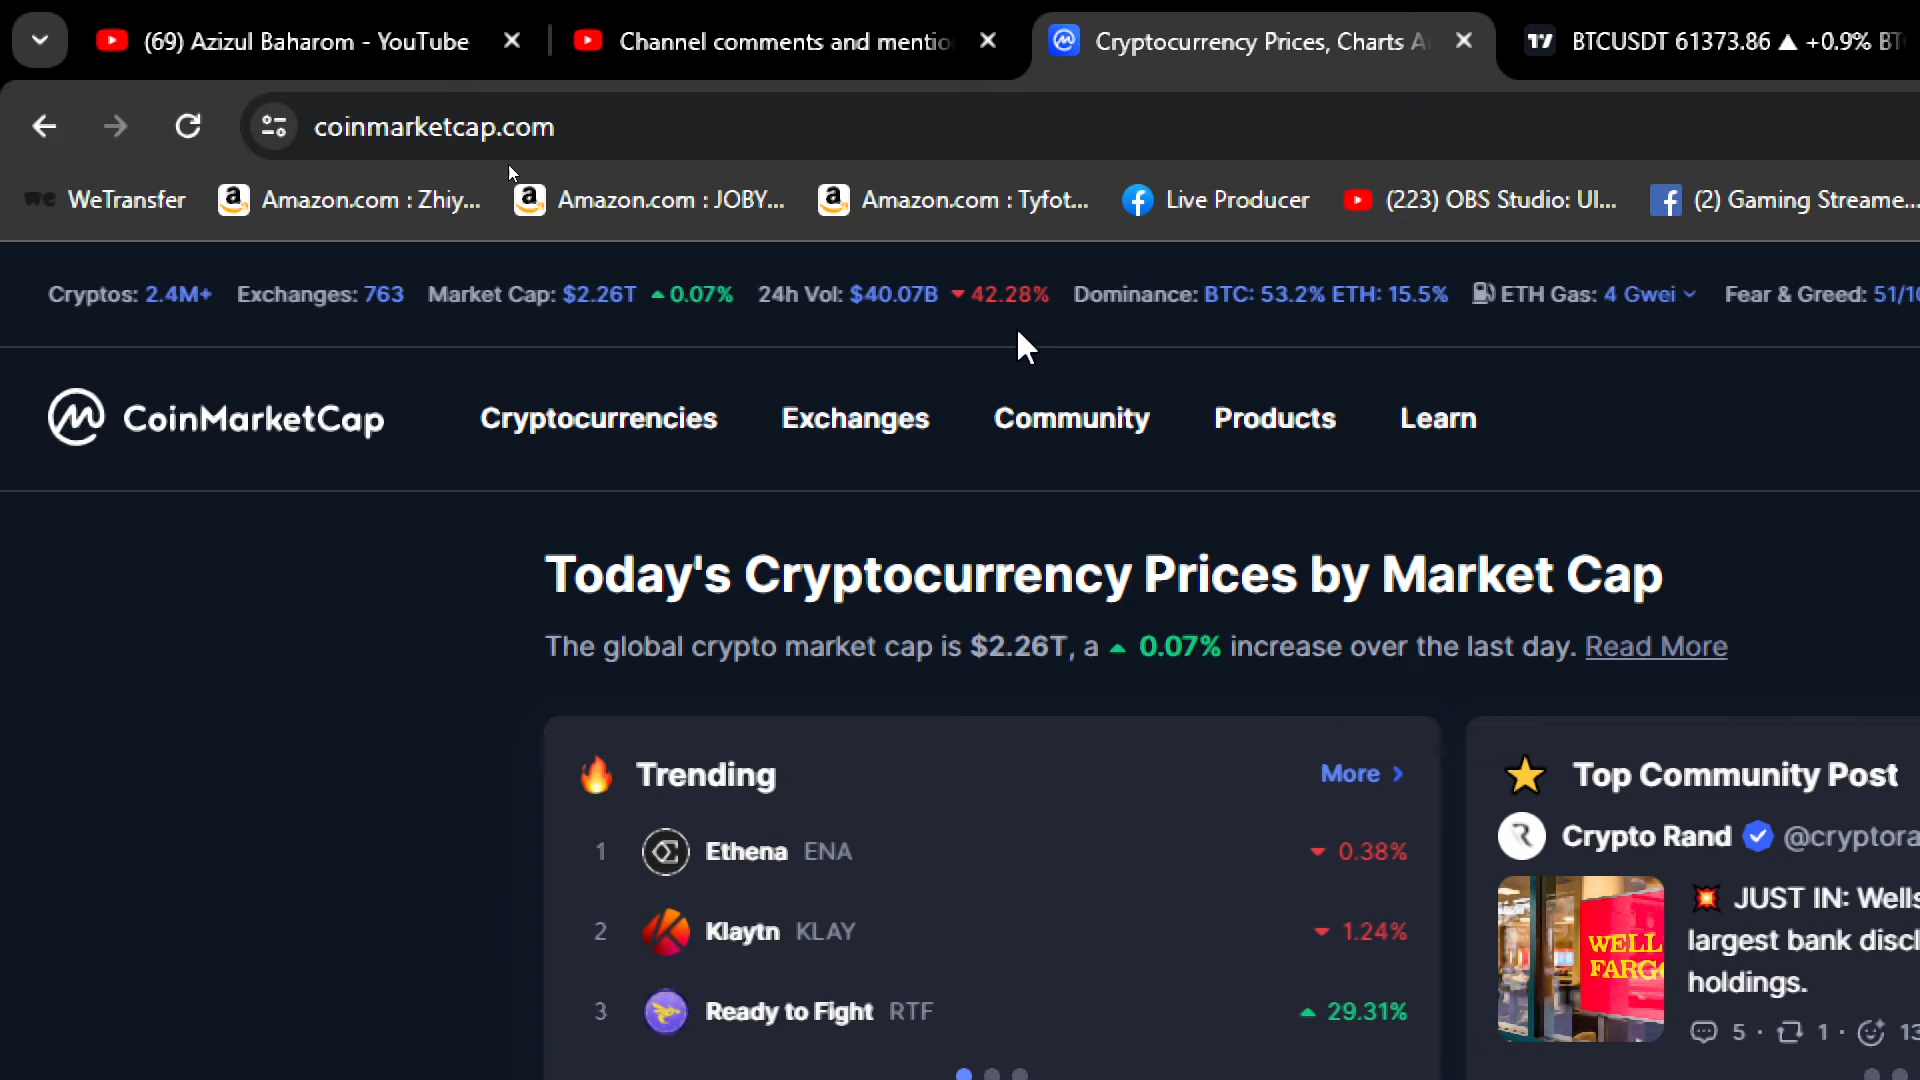 (69) Azizul Baharom - YouTube
Channel comments and mentio
Cryptocurrency Prices, Charts A
BTCUSDT 61373.86 ▲ +0.9% BT
coinmarketcap.com
we WeTransfer
Amazon.com : Zhiy...
Amazon.com : JOBY...
Amazon.com : Tyfot...
Live Producer
(223) OBS Studio: Ul...
(2) Gaming Streame...
Cryptos: 2.4M+ Exchanges: 763 Market Cap: $2.26T ▲ 0.07% 24h Vol: $40.07B ▼ 42.28% Dominance: BTC: 53.2% ETH: 15.5% ETH Gas: 4 Gwei Fear & Greed: 51/10
CoinMarketCap Cryptocurrencies Exchanges Community Products Learn
Today's Cryptocurrency Prices by Market Cap
The global crypto market cap is $2.26T, a ▲ 0.07% increase over the last day. Read More
Trending More >
1 Ethena ENA ▼ 0.38%
2 Klaytn KLAY ▼ 1.24%
3 Ready to Fight RTF ▲ 29.31%
Top Community Post
Crypto Rand @cryptora
JUST IN: Wells
largest bank discl
holdings.
WELL
FARG
5 · 1 · 13